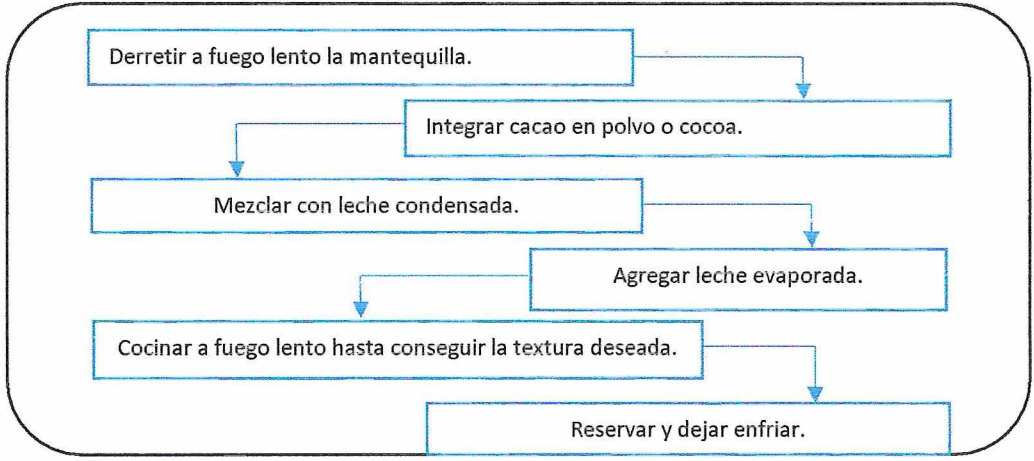 Derretir a fuego lento la mantequilla.
Integrar cacao en polvo o cocoa.
Mezclar con leche condensada.
Agregar leche evaporada.
Cocinar a fuego lento hasta conseguir la textura deseada.
Reservar y dejar enfriar.